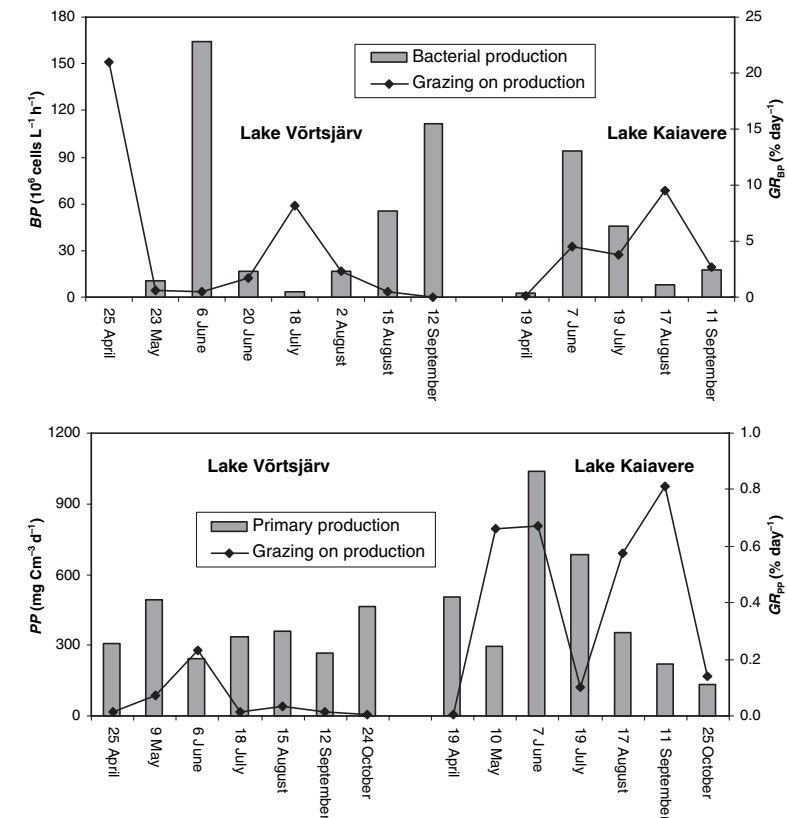 180
150
120
90
60
30
0
BP (10⁶ cells L⁻¹ h⁻¹)
25
20
15
10
5
0
GR_BP (% day⁻¹)
Bacterial production
Grazing on production
Lake Võrtsjärv
Lake Kaiavere
25 April
23 May
6 June
20 June
18 July
2 August
15 August
12 September
19 April
7 June
19 July
17 August
11 September
1200
900
600
300
0
PP (mg Cm⁻³ d⁻¹)
1.0
0.8
0.6
0.4
0.2
0.0
GR_PP (% day⁻¹)
Lake Võrtsjärv
Lake Kaiavere
Primary production
Grazing on production
25 April
9 May
6 June
18 July
15 August
12 September
24 October
19 April
10 May
7 June
19 July
17 August
11 September
25 October